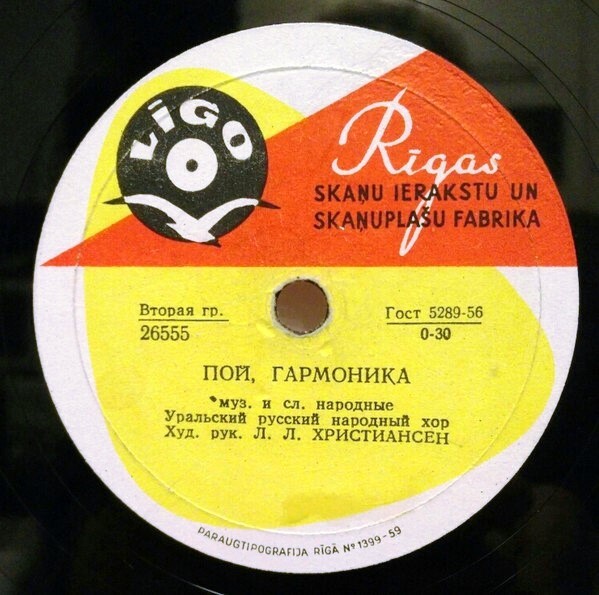 LĪGO
Rīgas
SKAŅU IERAKSTU UN
SKAŅUPLAŠU FABRIKA
Вторая гр.
26555
Гост 5289-56
0-30
ПОЙ, ГАРМОНИКА
муз. и сл. народные
Уральский русский народный хор
Худ. рук. Л. Л. ХРИСТИАНСЕН
PARAUGTIPOGRAFIJA RĪGĀ Nº 1399-59